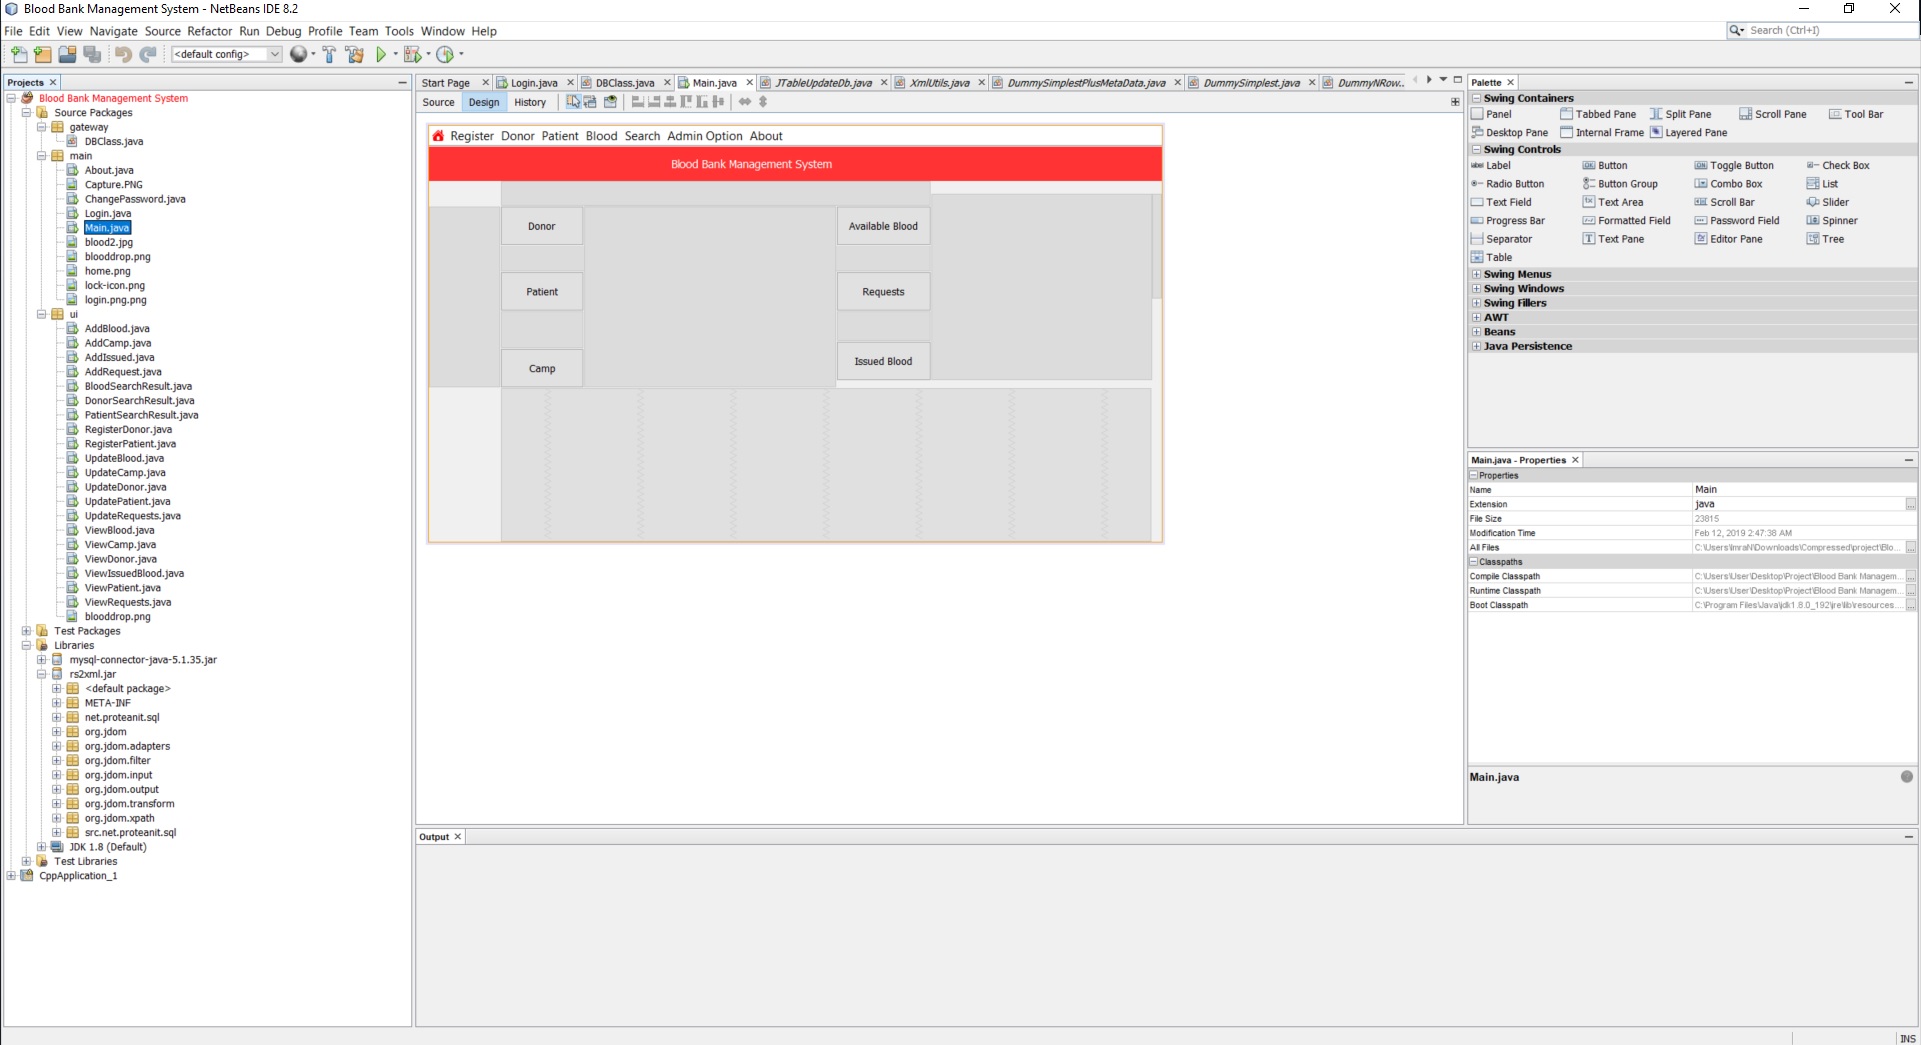 Blood Bank Management System - NetBeans IDE 8.2
File Edit View Navigate Source Refactor Run Debug Profile Team Tools Window Help
Search (Ctrl+I)
<default config>
Projects
Blood Bank Management System
Source Packages
gateway
DBClass.java
main
About.java
Capture.PNG
ChangePassword.java
Login.java
Main.java
blood2.jpg
blooddrop.png
home.png
lock-icon.png
login.png.png
ui
AddBlood.java
AddCamp.java
AddIssued.java
AddRequest.java
BloodSearchResult.java
DonorSearchResult.java
PatientSearchResult.java
RegisterDonor.java
RegisterPatient.java
UpdateBlood.java
UpdateCamp.java
UpdateDonor.java
UpdatePatient.java
UpdateRequests.java
ViewBlood.java
ViewCamp.java
ViewDonor.java
ViewIssuedBlood.java
ViewPatient.java
ViewRequests.java
blooddrop.png
Test Packages
Libraries
mysql-connector-java-5.1.35.jar
rs2xml.jar
<default package>
META-INF
net.proteanit.sql
org.jdom
org.jdom.adapters
org.jdom.filter
org.jdom.input
org.jdom.output
org.jdom.transform
org.jdom.xpath
src.net.proteanit.sql
JDK 1.8 (Default)
Test Libraries
CppApplication_1
Start Page Login.java DBClass.java Main.java JTableUpdateDb.java XmlUtils.java DummySimplestPlusMetaData.java DummySimplest.java DummyNRow..
Source Design History
Register Donor Patient Blood Search Admin Option About
Blood Bank Management System
Donor Available Blood
Patient Requests
Camp Issued Blood
Output
Palette
Swing Containers
Panel Tabbed Pane Split Pane Scroll Pane Tool Bar
Desktop Pane Internal Frame Layered Pane
Swing Controls
Label Button Toggle Button Check Box
Radio Button Button Group Combo Box List
Text Field Text Area Scroll Bar Slider
Progress Bar Formatted Field Password Field Spinner
Separator Text Pane Editor Pane Tree
Table
Swing Menus
Swing Windows
Swing Fillers
AWT
Beans
Java Persistence
Main.java - Properties
Properties
Name Main
Extension java
File Size 23815
Modification Time Feb 12, 2019 2:47:38 AM
All Files C:\Users\ImraN\Downloads\Compressed\project\Blo...
Classpaths
Compile Classpath C:\Users\User\Desktop\Project\Blood Bank Managem...
Runtime Classpath C:\Users\User\Desktop\Project\Blood Bank Managem...
Boot Classpath C:\Program Files\Java\jdk1.8.0_192\jre\lib\resources....
Main.java
INS